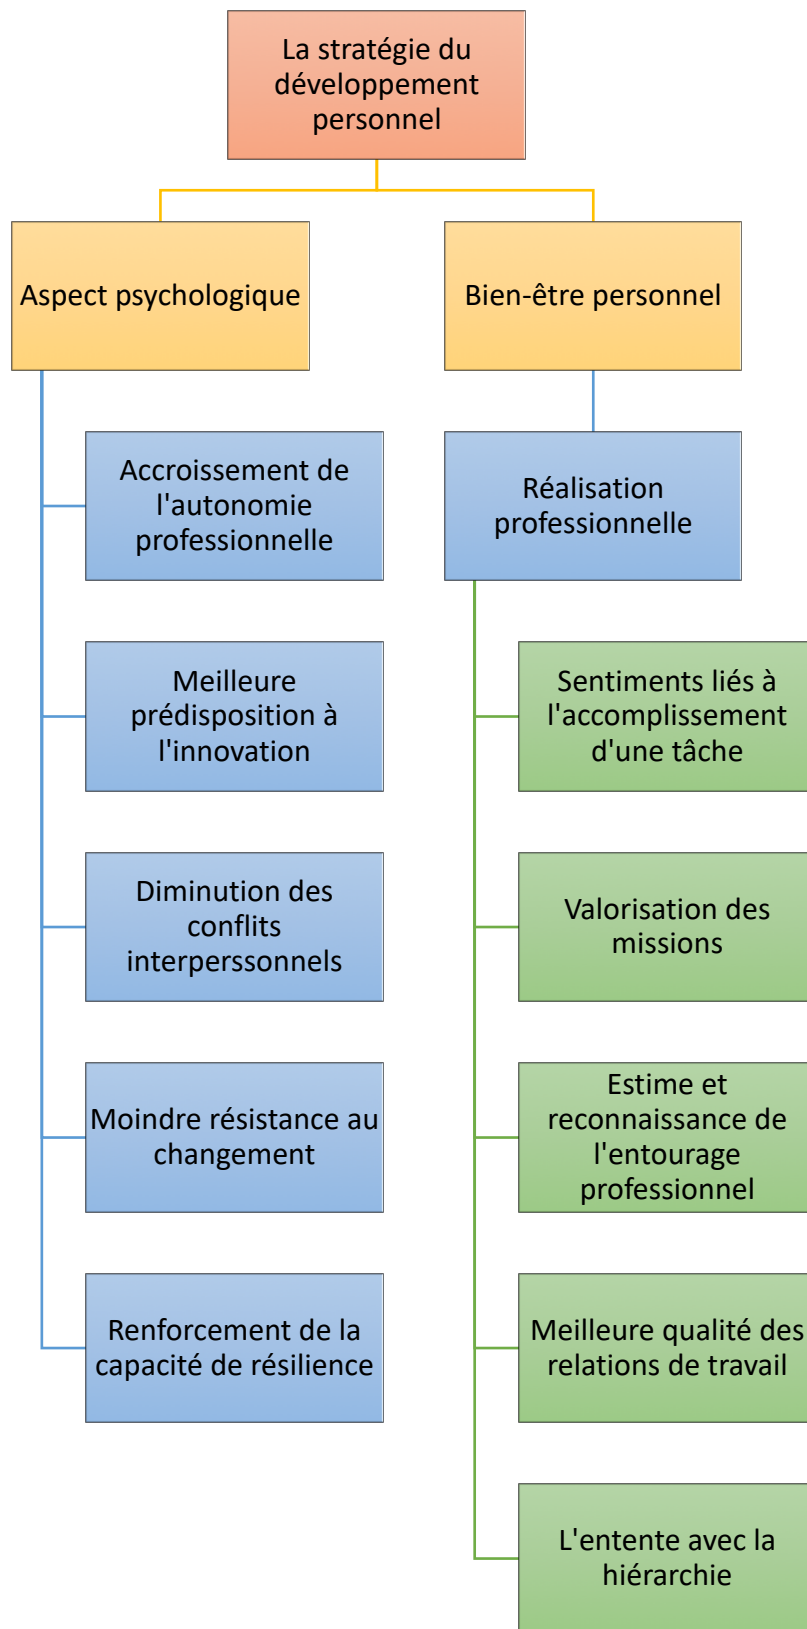 La stratégie du
développement
personnel
Aspect psychologique
Bien-être personnel
Accroissement de
l'autonomie
professionnelle
Réalisation
professionnelle
Meilleure
prédisposition à
l'innovation
Sentiments liés à
l'accomplissement
d'une tâche
Diminution des
conflits
interperssonnels
Valorisation des
missions
Moindre résistance au
changement
Estime et
reconnaissance de
l'entourage
professionnel
Renforcement de la
capacité de résilience
Meilleure qualité des
relations de travail
L'entente avec la
hiérarchie